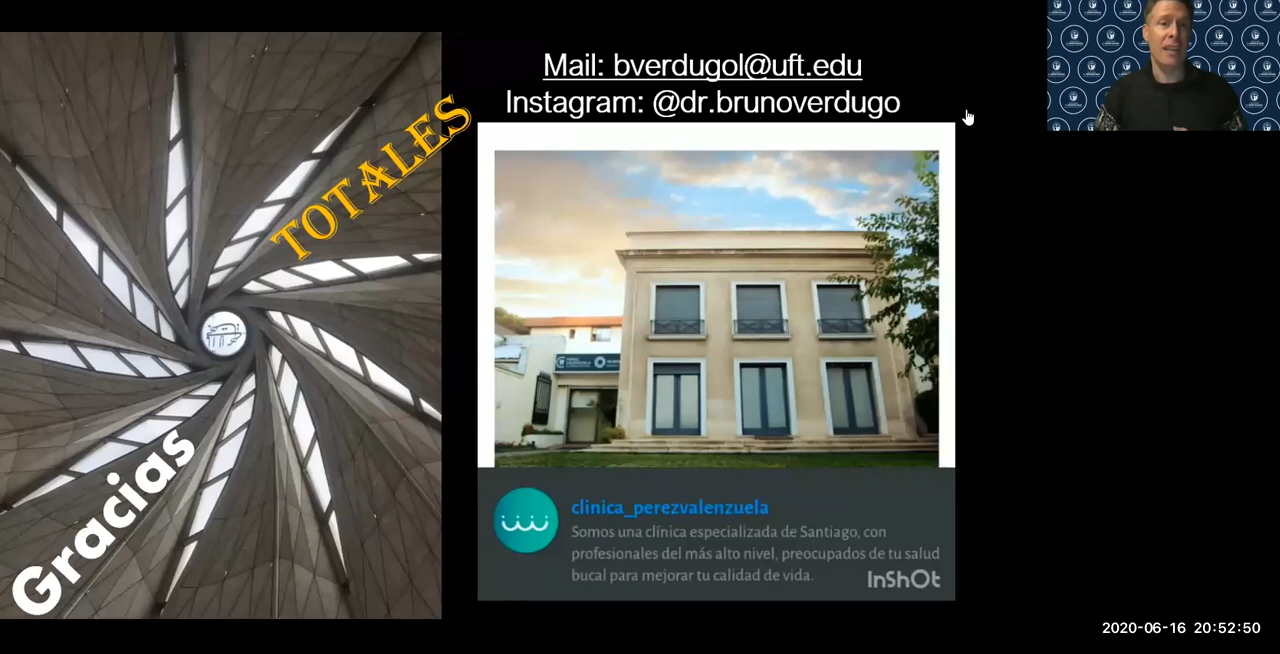 Mail: bverdugol@uft.edu
Instagram: @dr.brunoverdugo
TOTALES
Gracias
clinica_perezvalenzuela
Somos una clínica especializada de Santiago, con
profesionales del más alto nivel, preocupados de tu salud
bucal para mejorar tu calidad de vida.
InShOt
2020-06-16 20:52:50